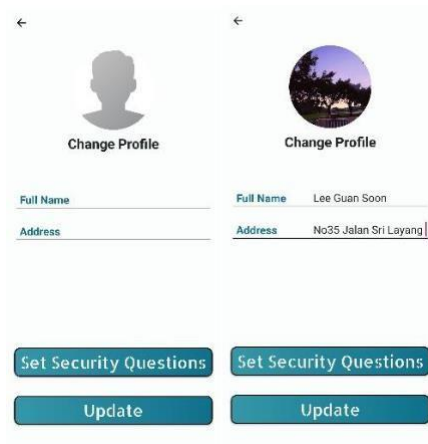 Change Profile
Full Name
Address
Set Security Questions
Update
Change Profile
Full Name Lee Guan Soon
Address No35 Jalan Sri Layang
Set Security Questions
Update